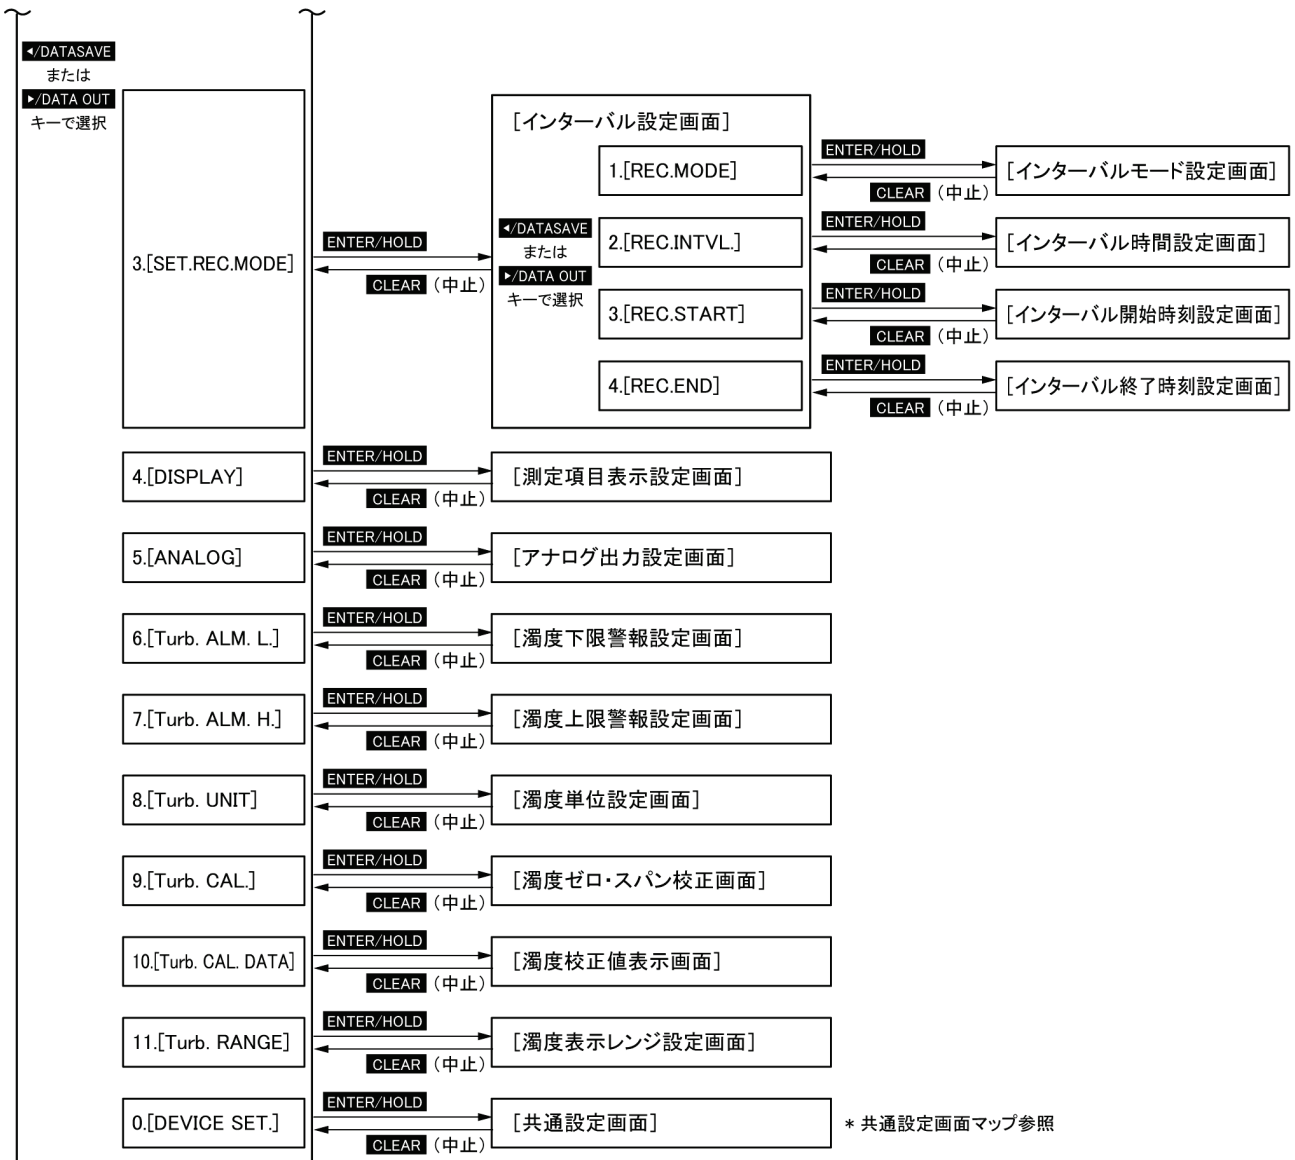 ◂/DATASAVE
または
▸/DATA OUT
キーで選択
3.[SET.REC.MODE]
ENTER/HOLD
CLEAR (中止)
[インターバル設定画面]
◂/DATASAVE
または
▸/DATA OUT
キーで選択
1.[REC.MODE]
ENTER/HOLD
CLEAR (中止)
[インターバルモード設定画面]
2.[REC.INTVL.]
ENTER/HOLD
CLEAR (中止)
[インターバル時間設定画面]
3.[REC.START]
ENTER/HOLD
CLEAR (中止)
[インターバル開始時刻設定画面]
4.[REC.END]
ENTER/HOLD
CLEAR (中止)
[インターバル終了時刻設定画面]
4.[DISPLAY]
ENTER/HOLD
CLEAR (中止)
[測定項目表示設定画面]
5.[ANALOG]
ENTER/HOLD
CLEAR (中止)
[アナログ出力設定画面]
6.[Turb. ALM. L.]
ENTER/HOLD
CLEAR (中止)
[濁度下限警報設定画面]
7.[Turb. ALM. H.]
ENTER/HOLD
CLEAR (中止)
[濁度上限警報設定画面]
8.[Turb. UNIT]
ENTER/HOLD
CLEAR (中止)
[濁度単位設定画面]
9.[Turb. CAL.]
ENTER/HOLD
CLEAR (中止)
[濁度ゼロ・スパン校正画面]
10.[Turb. CAL. DATA]
ENTER/HOLD
CLEAR (中止)
[濁度校正値表示画面]
11.[Turb. RANGE]
ENTER/HOLD
CLEAR (中止)
[濁度表示レンジ設定画面]
0.[DEVICE SET.]
ENTER/HOLD
CLEAR (中止)
[共通設定画面]
* 共通設定画面マップ参照